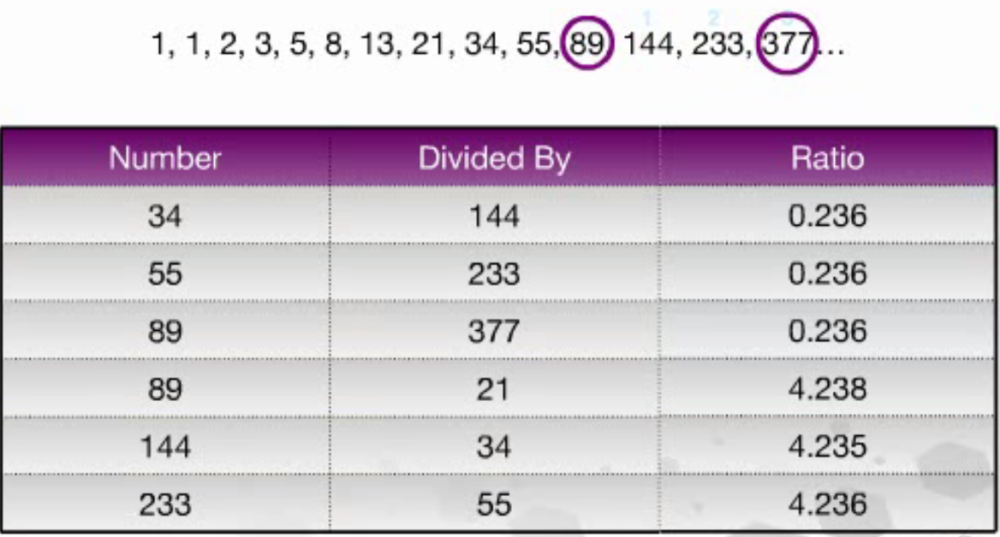 1 2 3
1, 1, 2, 3, 5, 8, 13, 21, 34, 55, 89, 144, 233, 377...
Number Divided By Ratio
34 144 0.236
55 233 0.236
89 377 0.236
89 21 4.238
144 34 4.235
233 55 4.236